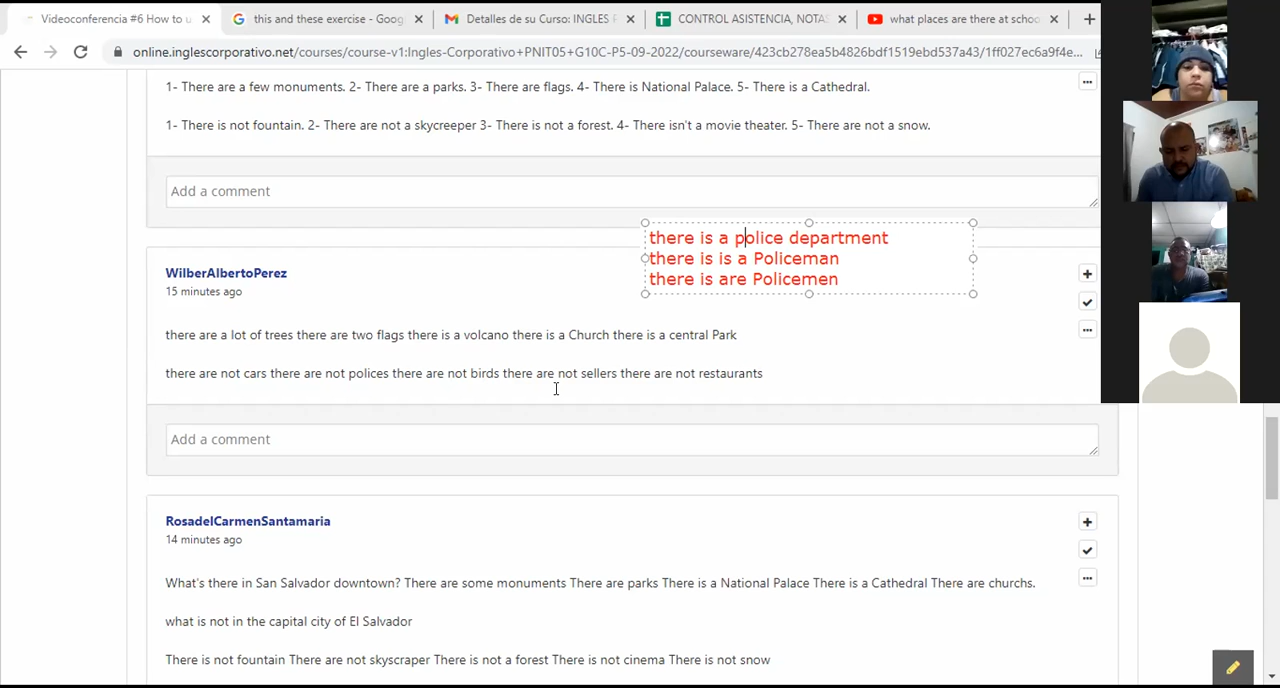 Videoconferencia #6 How to u
this and these exercise - Goog
Detalles de su Curso: INGLES P
CONTROL ASISTENCIA, NOTAS
what places are there at schoo
online.inglescorporativo.net/courses/course-v1:Ingles-Corporativo+PNIT05+G10C-P5-09-2022/courseware/423cb278ea5b4826bdf1519ebd537a43/1ff027ec6a9f4e...
1- There are a few monuments. 2- There are a parks. 3- There are flags. 4- There is National Palace. 5- There is a Cathedral.
1- There is not fountain. 2- There are not a skycreeper 3- There is not a forest. 4- There isn't a movie theater. 5- There are not a snow.
Add a comment
there is a police department
there is is a Policeman
there is are Policemen
WilberAlbertoPerez
15 minutes ago
there are a lot of trees there are two flags there is a volcano there is a Church there is a central Park
there are not cars there are not polices there are not birds there are not sellers there are not restaurants
Add a comment
RosadelCarmenSantamaria
14 minutes ago
What's there in San Salvador downtown? There are some monuments There are parks There is a National Palace There is a Cathedral There are churchs.
what is not in the capital city of El Salvador
There is not fountain There are not skyscraper There is not a forest There is not cinema There is not snow